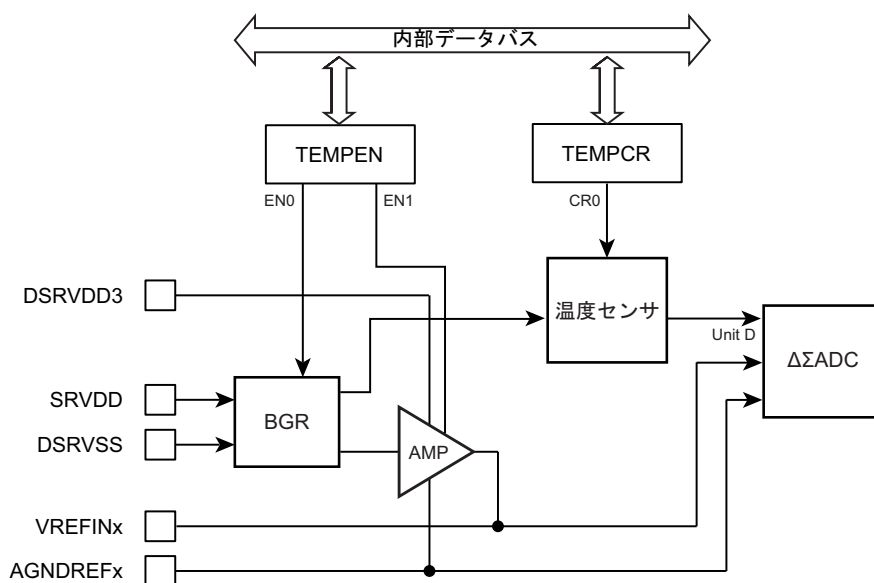 内部データバス
TEMPEN
TEMPCR
EN0
EN1
CR0
DSRVDD3
温度センサ
Unit D
ΔΣADC
SRVDD
BGR
DSRVSS
AMP
VREFINx
AGNDREFx